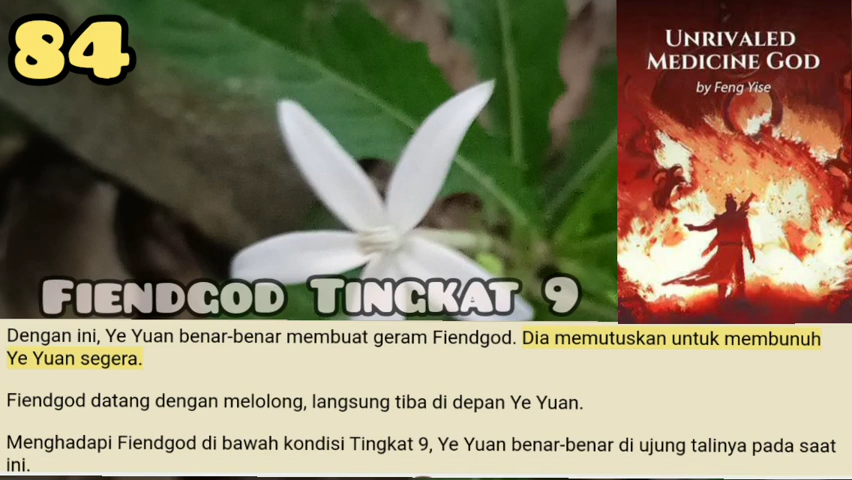 84
UNRIVALED
MEDICINE GOD
by Feng Yise
FIENDGOD TINGKAT 9
Dengan ini, Ye Yuan benar-benar membuat geram Fiendgod. Dia memutuskan untuk membunuh
Ye Yuan segera.
Fiendgod datang dengan melolong, langsung tiba di depan Ye Yuan.
Menghadapi Fiendgod di bawah kondisi Tingkat 9, Ye Yuan benar-benar di ujung talinya pada saat
ini.